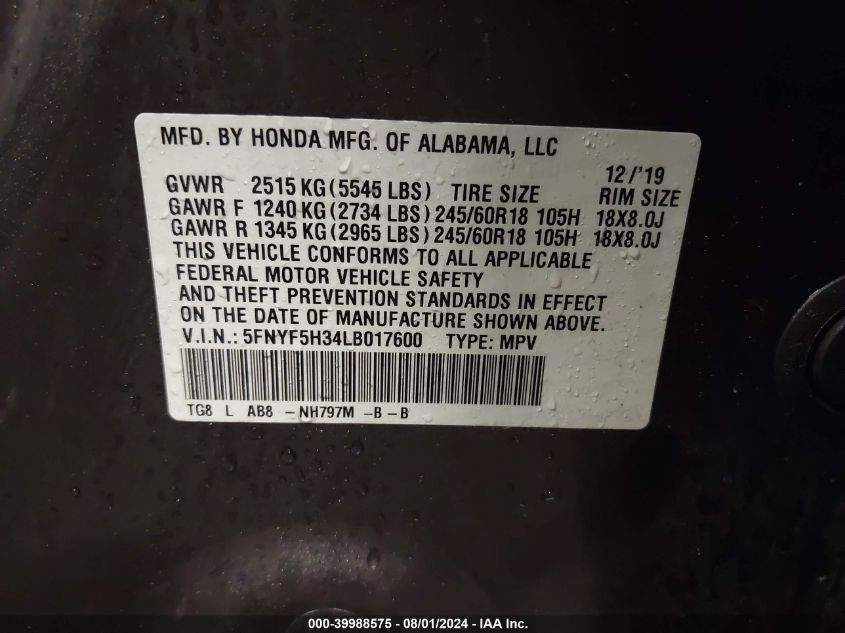 MFD. BY HONDA MFG. OF ALABAMA, LLC
12/'19
GVWR 2515 KG(5545 LBS) TIRE SIZE RIM SIZE
GAWR F 1240 KG(2734 LBS)245/60R18 105H 18X8.0J
GAWR R 1345 KG(2965 LBS)245/60R18 105H 18X8.0J
THIS VEHICLE CONFORMS TO ALL APPLICABLE
FEDERAL MOTOR VEHICLE SAFETY
AND THEFT PREVENTION STANDARDS IN EFFECT
ON THE DATE OF MANUFACTURE SHOWN ABOVE.
V.I.N.: 5FNYF5H34LB017600 TYPE: MPV
TG8 L AB8 -NH797M -B-B
000-39988575 - 08/01/2024 - IAA Inc.